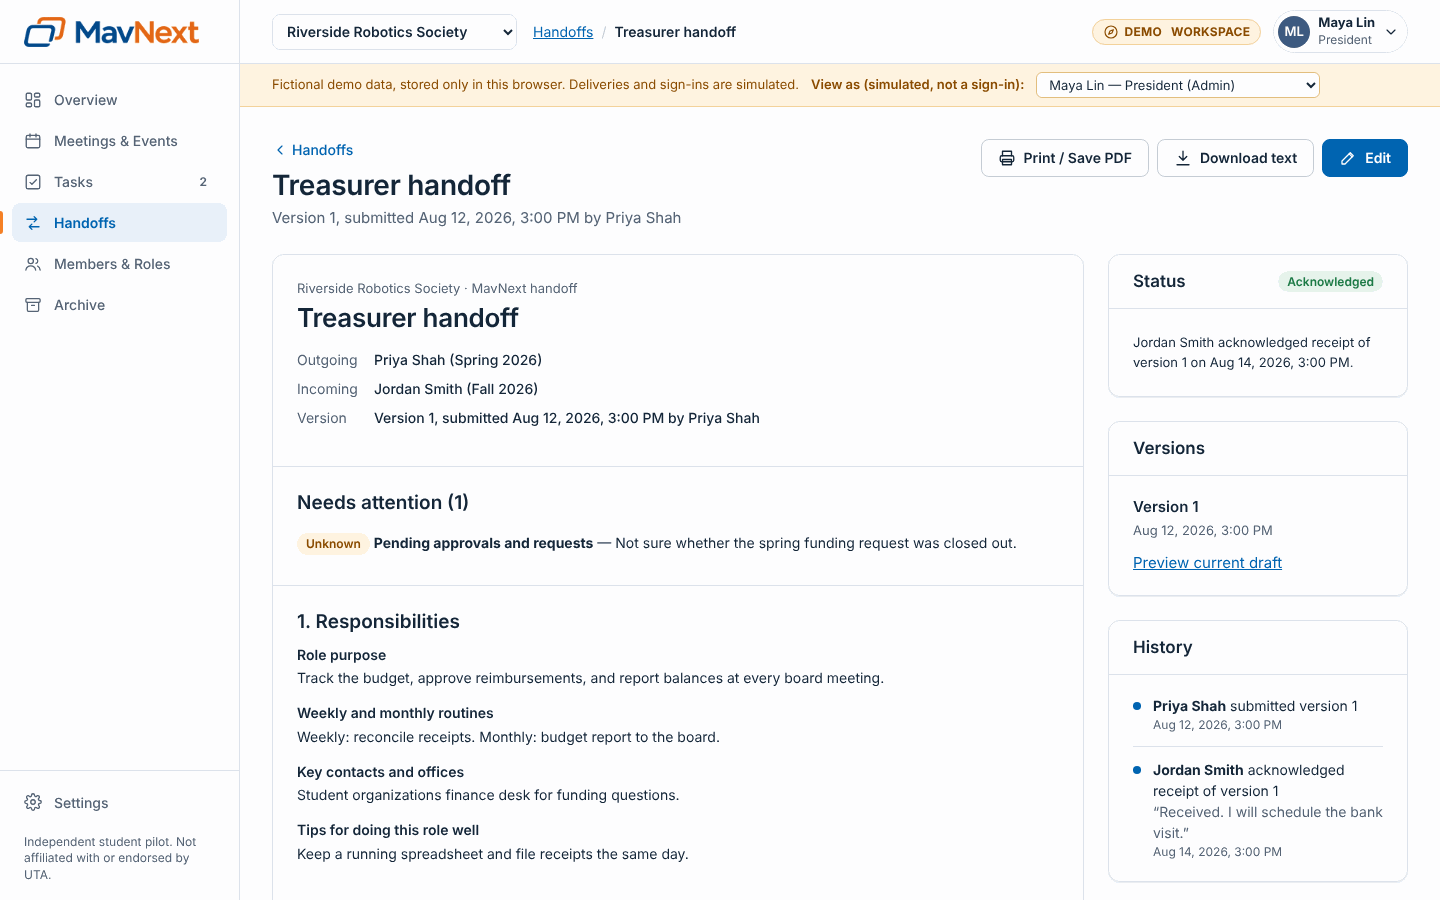 MavNext
Riverside Robotics Society
Handoffs / Treasurer handoff
DEMO WORKSPACE
ML
Maya Lin
President
Fictional demo data, stored only in this browser. Deliveries and sign-ins are simulated.
View as (simulated, not a sign-in):
Maya Lin — President (Admin)
Overview
Meetings & Events
Tasks
2
Handoffs
Members & Roles
Archive
Settings
Independent student pilot. Not
affiliated with or endorsed by
UTA.
Handoffs
Treasurer handoff
Version 1, submitted Aug 12, 2026, 3:00 PM by Priya Shah
Print / Save PDF
Download text
Edit
Riverside Robotics Society · MavNext handoff
Treasurer handoff
Outgoing Priya Shah (Spring 2026)
Incoming Jordan Smith (Fall 2026)
Version Version 1, submitted Aug 12, 2026, 3:00 PM by Priya Shah
Needs attention (1)
Unknown Pending approvals and requests — Not sure whether the spring funding request was closed out.
1. Responsibilities
Role purpose
Track the budget, approve reimbursements, and report balances at every board meeting.
Weekly and monthly routines
Weekly: reconcile receipts. Monthly: budget report to the board.
Key contacts and offices
Student organizations finance desk for funding questions.
Tips for doing this role well
Keep a running spreadsheet and file receipts the same day.
Status
Acknowledged
Jordan Smith acknowledged receipt of
version 1 on Aug 14, 2026, 3:00 PM.
Versions
Version 1
Aug 12, 2026, 3:00 PM
Preview current draft
History
Priya Shah submitted version 1
Aug 12, 2026, 3:00 PM
Jordan Smith acknowledged
receipt of version 1
“Received. I will schedule the bank
visit.”
Aug 14, 2026, 3:00 PM